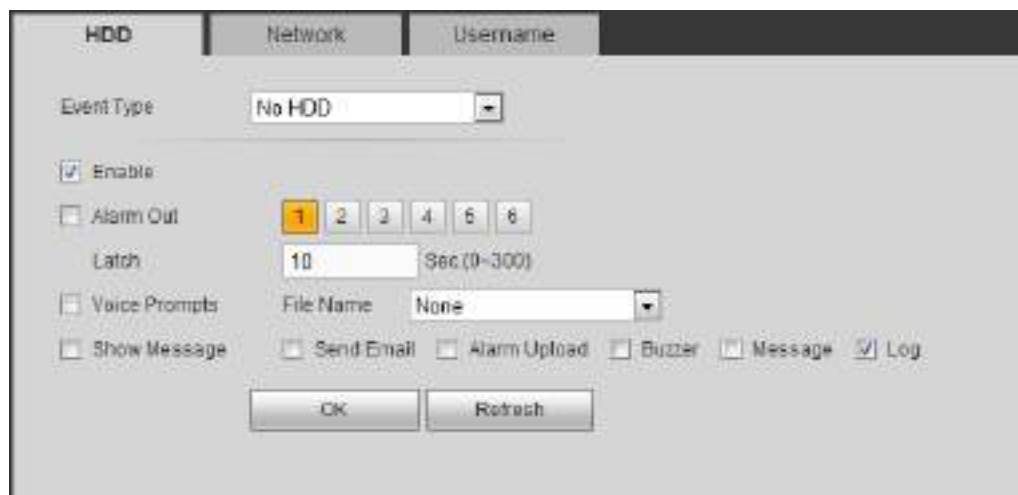 HDD Network Username
Event Type No HDD
Enable
Alarm Out 1 2 3 4 5 6
Latch 10 Sec.(0~300)
Voice Prompts File Name None
Show Message Send Email Alarm Upload Buzzer Message Log
OK Refresh